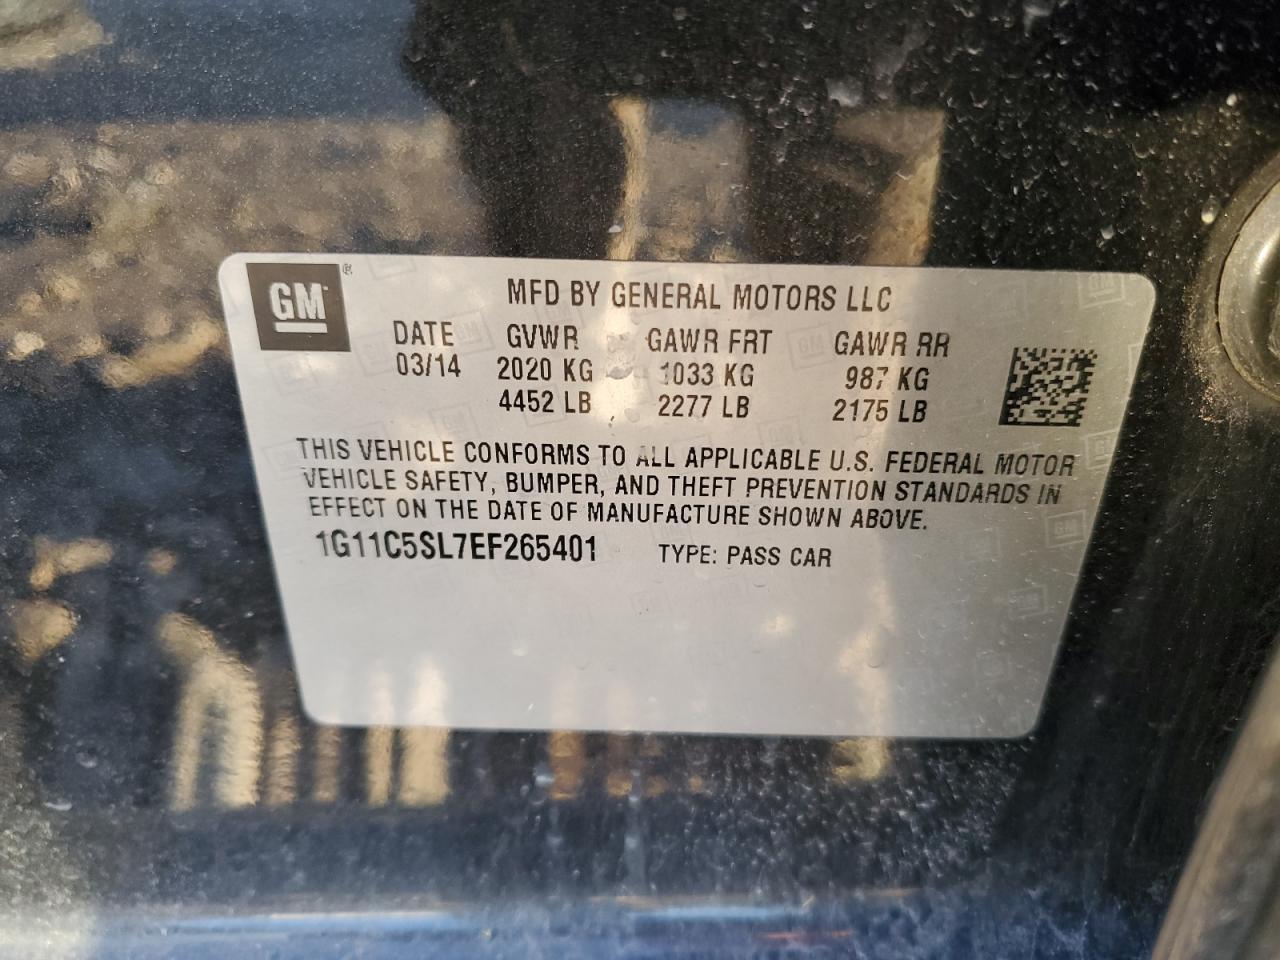 GM
MFD BY GENERAL MOTORS LLC
DATE GVWR GAWR FRT GAWR RR
03/14 2020 KG 1033 KG 987 KG
4452 LB 2277 LB 2175 LB
THIS VEHICLE CONFORMS TO ALL APPLICABLE U.S. FEDERAL MOTOR
VEHICLE SAFETY, BUMPER, AND THEFT PREVENTION STANDARDS IN
EFFECT ON THE DATE OF MANUFACTURE SHOWN ABOVE.
1G11C5SL7EF265401 TYPE: PASS CAR